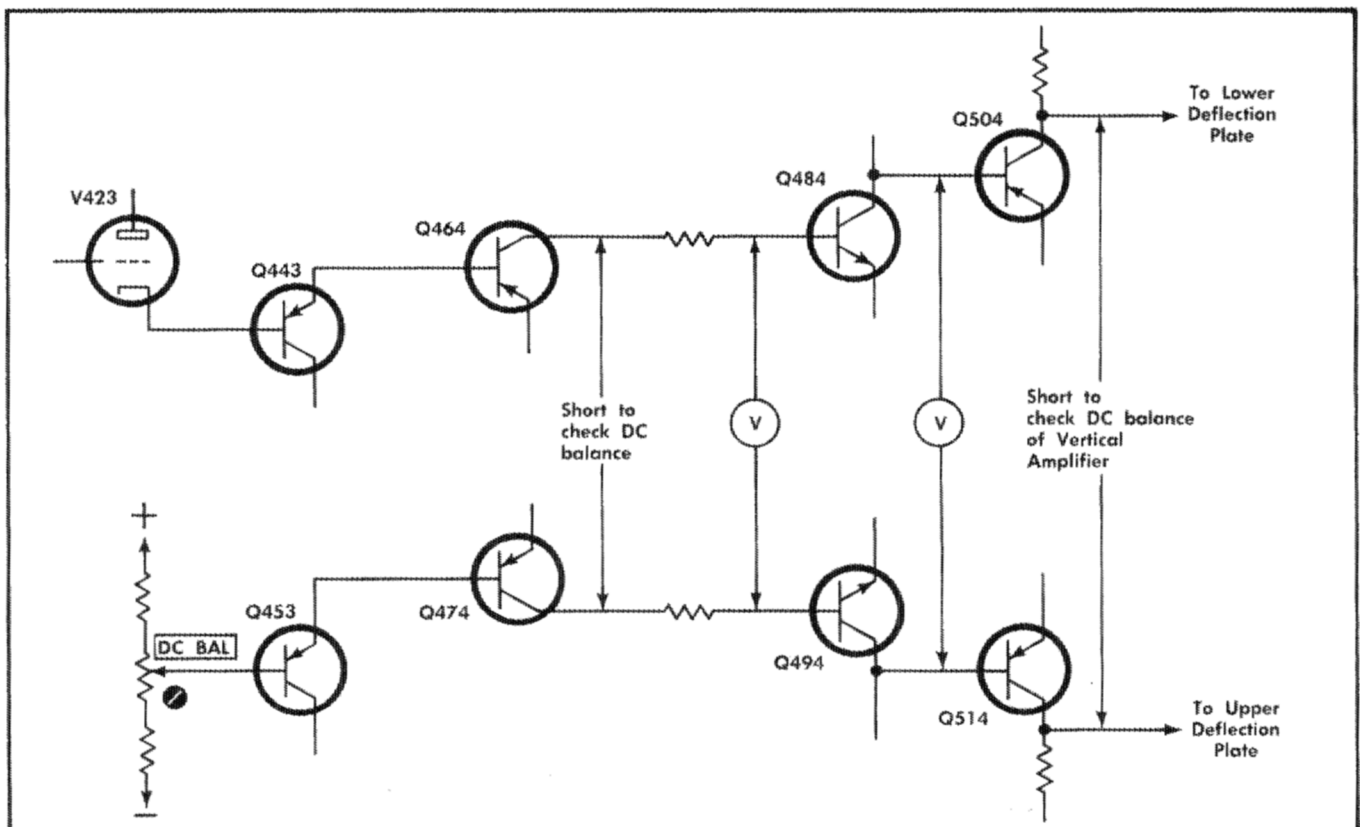 To Lower
Deflection
Plate
Q504
Q484
V423
Q464
Q443
Short to
check DC
balance
V
V
Short to
check DC balance
of Vertical
Amplifier
+
Q453
Q474
DC BAL
Q494
Q514
To Upper
Deflection
Plate
−